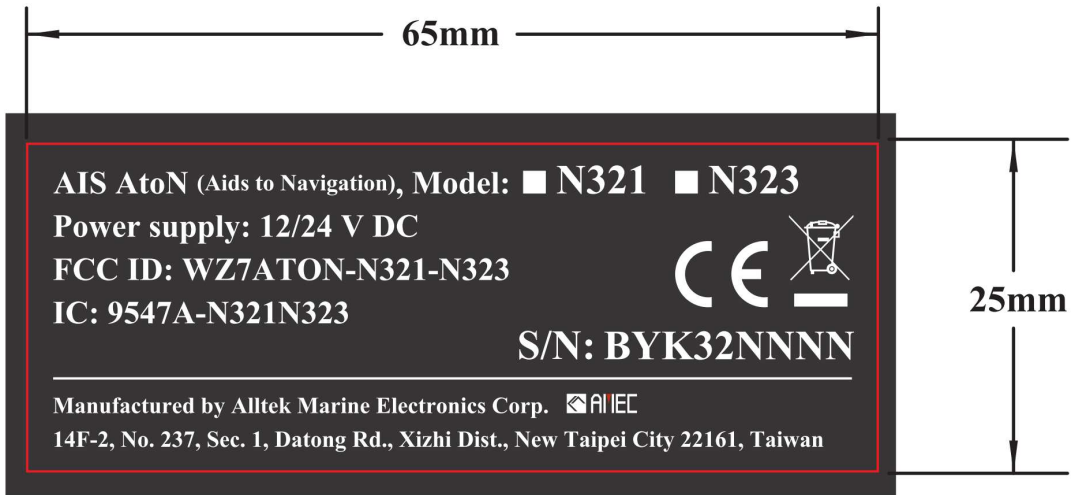 65mm
AIS AtoN (Aids to Navigation), Model: N321 N323
Power supply: 12/24 V DC
FCC ID: WZ7ATON-N321-N323
IC: 9547A-N321N323
CE
25mm
S/N: BYK32NNNN
Manufactured by Alltek Marine Electronics Corp. AMEC
14F-2, No. 237, Sec. 1, Datong Rd., Xizhi Dist., New Taipei City 22161, Taiwan